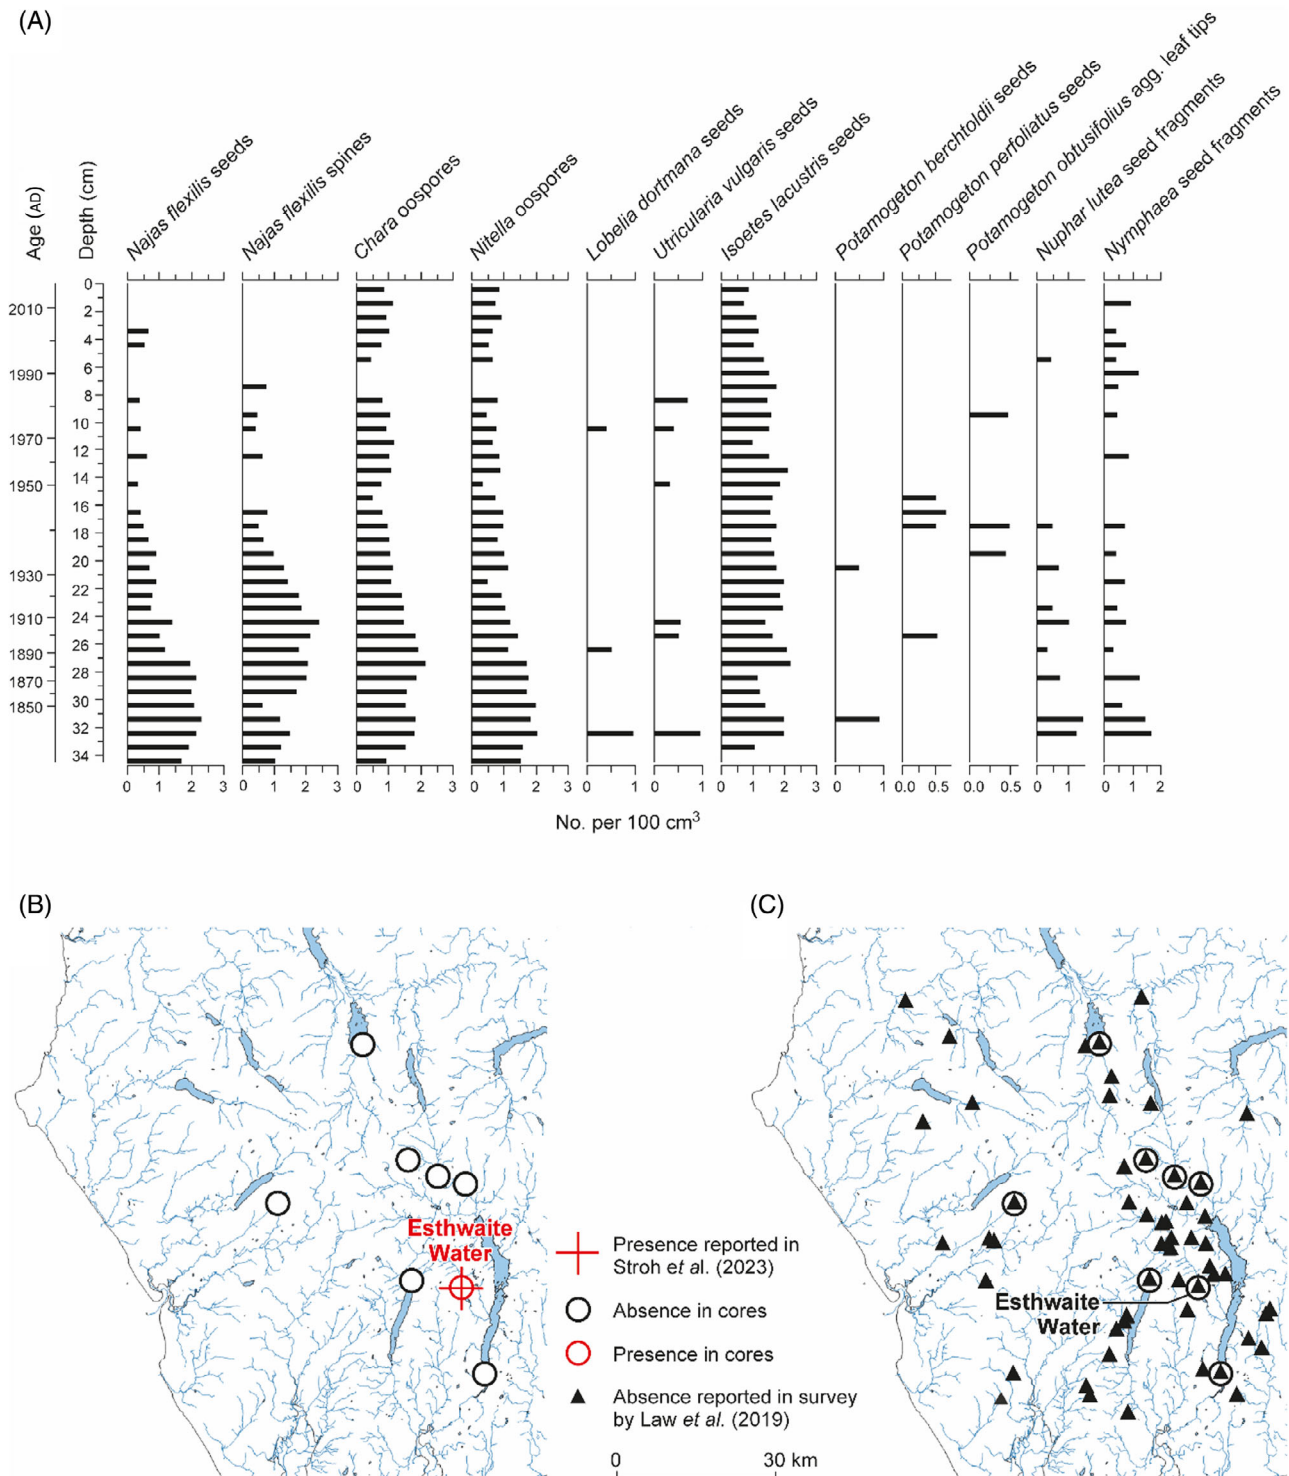 (A)
Age (AD)
Depth (cm)
Najas flexilis seeds
Najas flexilis spines
Chara oospores
Nitella oospores
Lobelia dortmana seeds
Utricularia vulgaris seeds
Isoetes lacustris seeds
Potamogeton berchfoldii seeds
Potamogeton perfoliatus seeds
Potamogeton obtusifolius agg. leaf tips
Nuphar lutea seed fragments
Nymphaea seed fragments
0
2010
2
4
6
1990
8
10
1970
12
14
1950
16
18
20
1930
22
24
1910
26
1890
28
1870
30
1850
32
34
0 1 2 3 0 1 2 3 0 1 2 3 0 1 2 3 0 1 0 1 0 1 2 3 0 1 0.0 0.5 0.0 0.5 0 1 0 1 2
No. per 100 cm³
(B)
(C)
Esthwaite
Water
Presence reported in
Stroh et al. (2023)
Absence in cores
Presence in cores
Absence reported in survey
by Law et al. (2019)
0 30 km
Esthwaite
Water